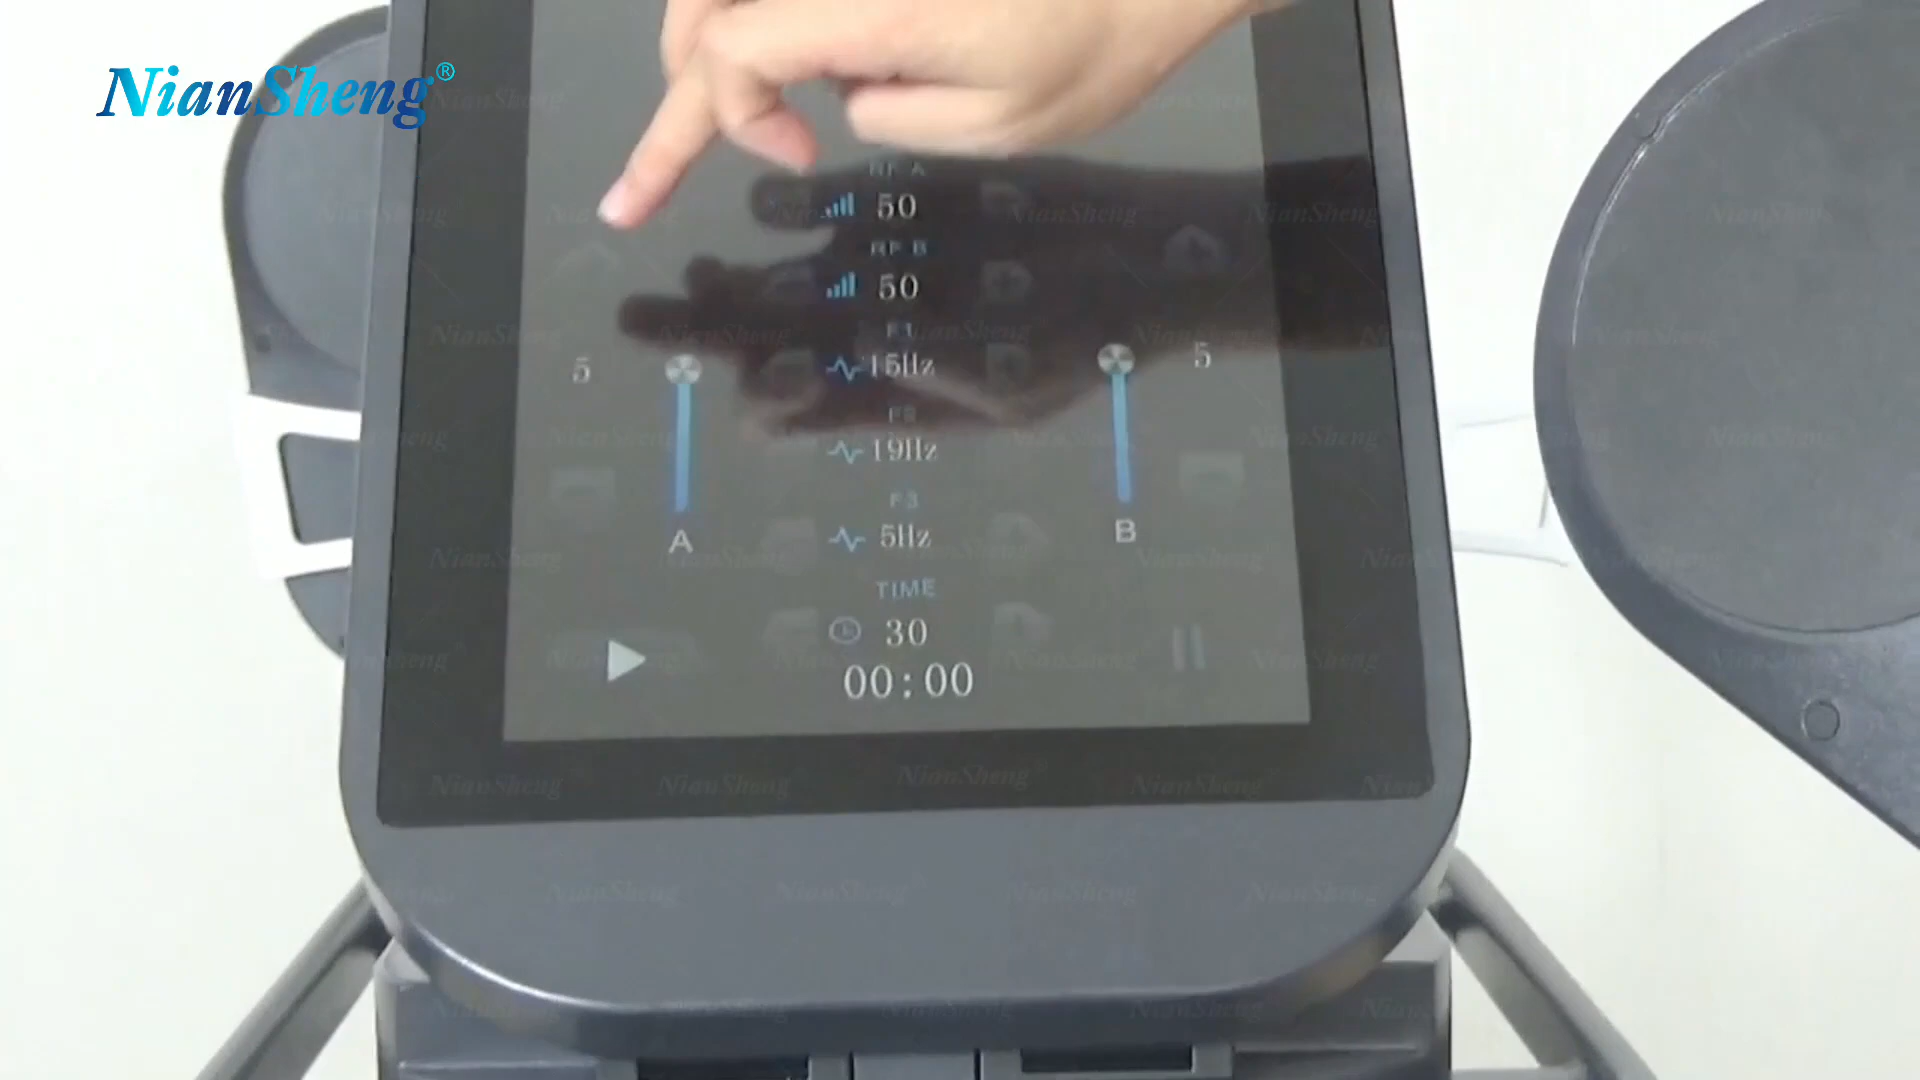 NianSheng®
RF A
50
RF B
50
F1
15Hz
5
5
F2
19Hz
F3
5Hz
A
B
TIME
30
00:00